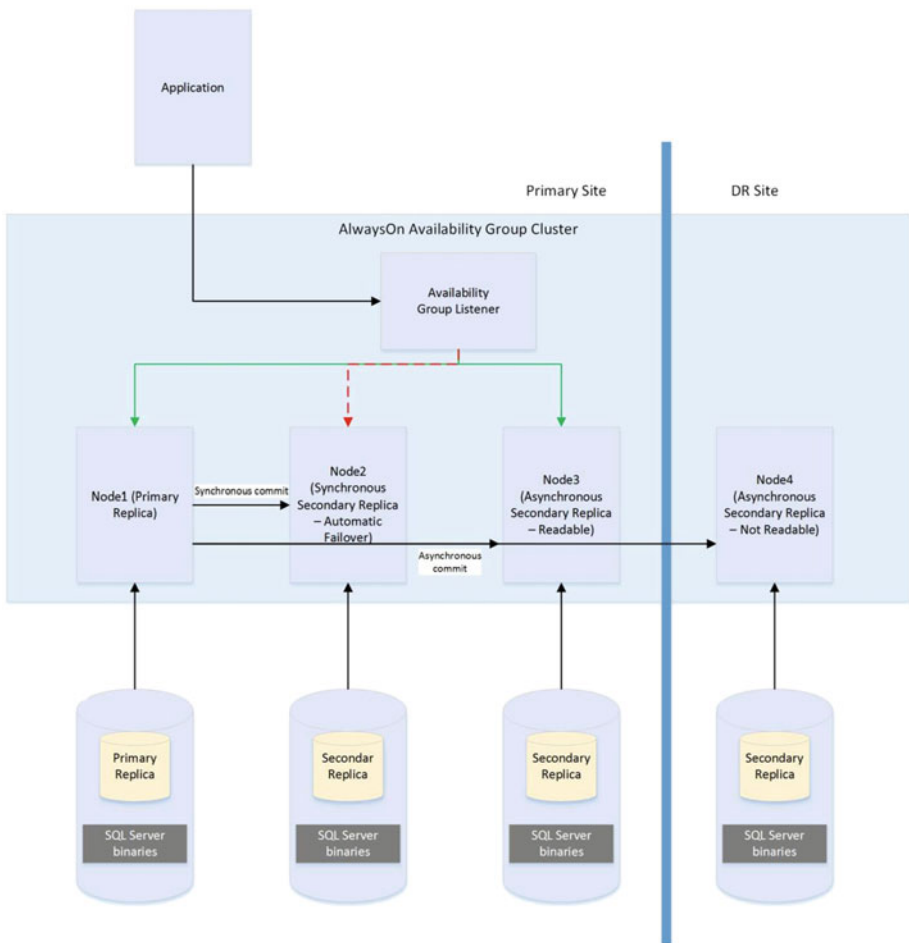 Application
Primary Site
DR Site
AlwaysOn Availability Group Cluster
Availability
Group Listener
Node1 (Primary
Replica)
Synchronous commit
Node2
(Synchronous
Secondary Replica
– Automatic
Failover)
Asynchronous
commit
Node3
(Asynchronous
Secondary Replica
– Readable)
Node4
(Asynchronous
Secondary Replica
– Not Readable)
Primary
Replica
SQL Server
binaries
Secondar
Replica
SQL Server
binaries
Secondary
Replica
SQL Server
binaries
Secondary
Replica
SQL Server
binaries